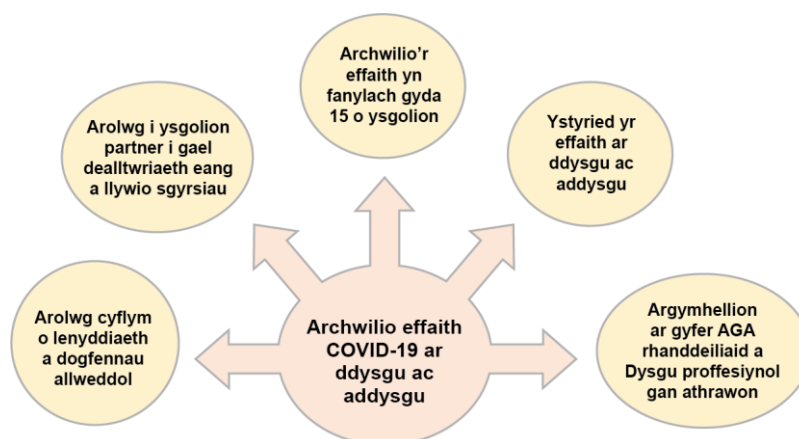 Archwilio'r
effaith yn
fanylach gyda
15 o ysgolion
Arolwg i ysgolion
partner i gael
dealltwriaeth eang
a llywio sgyrsiau
Ystyried yr
effaith ar
ddysgu ac
addysgu
Arolwg cyflym
o lenyddiaeth
a dogfennau
allweddol
Archwilio effaith
COVID-19 ar
ddysgu ac
addysgu
Argymhellion
ar gyfer AGA
rhanddeiliaid a
Dysgu proffesiynol
gan athrawon